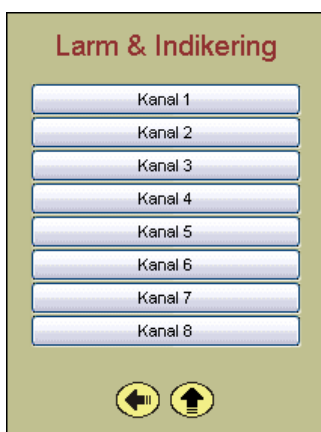 Larm & Indikering
Kanal 1
Kanal 2
Kanal 3
Kanal 4
Kanal 5
Kanal 6
Kanal 7
Kanal 8